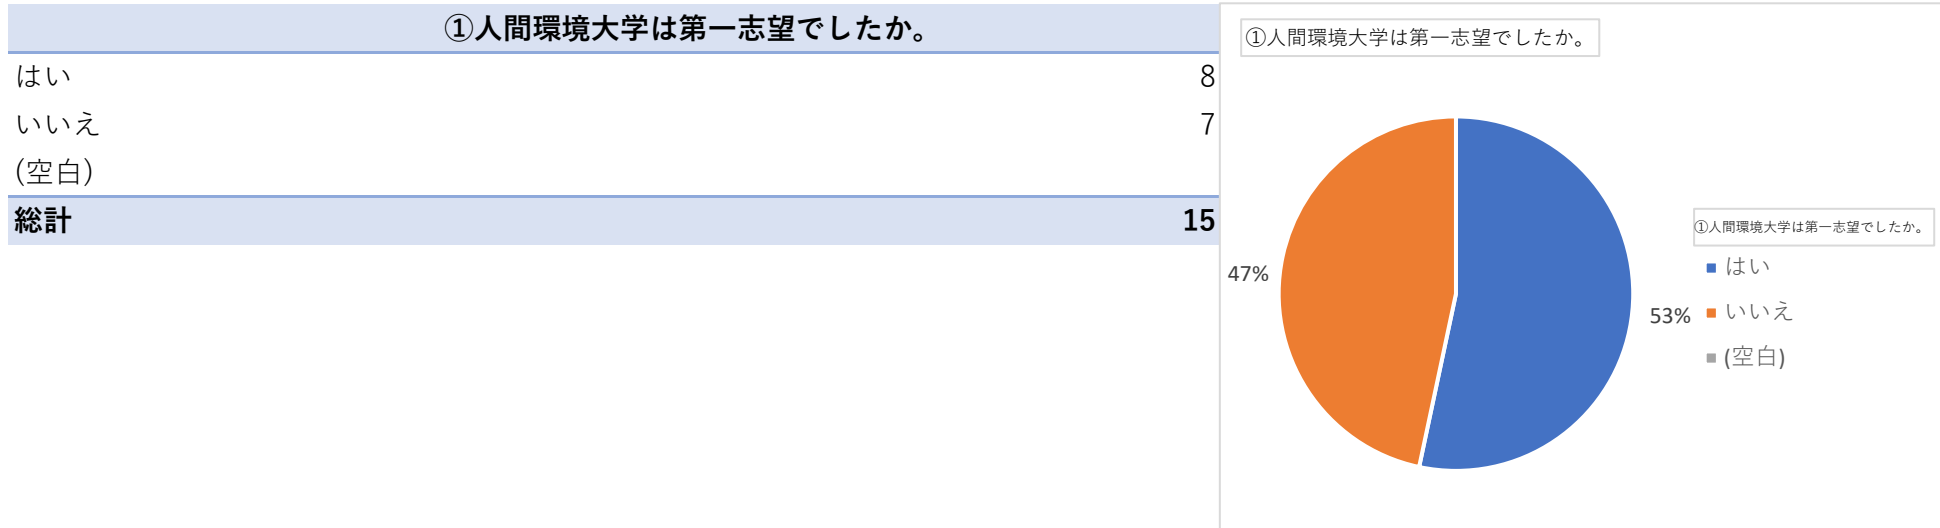 ①人間環境大学は第一志望でしたか。
はい 8
いいえ 7
(空白)
総計 15
①人間環境大学は第一志望でしたか。
47%
53%
①人間環境大学は第一志望でしたか。
はい
いいえ
(空白)